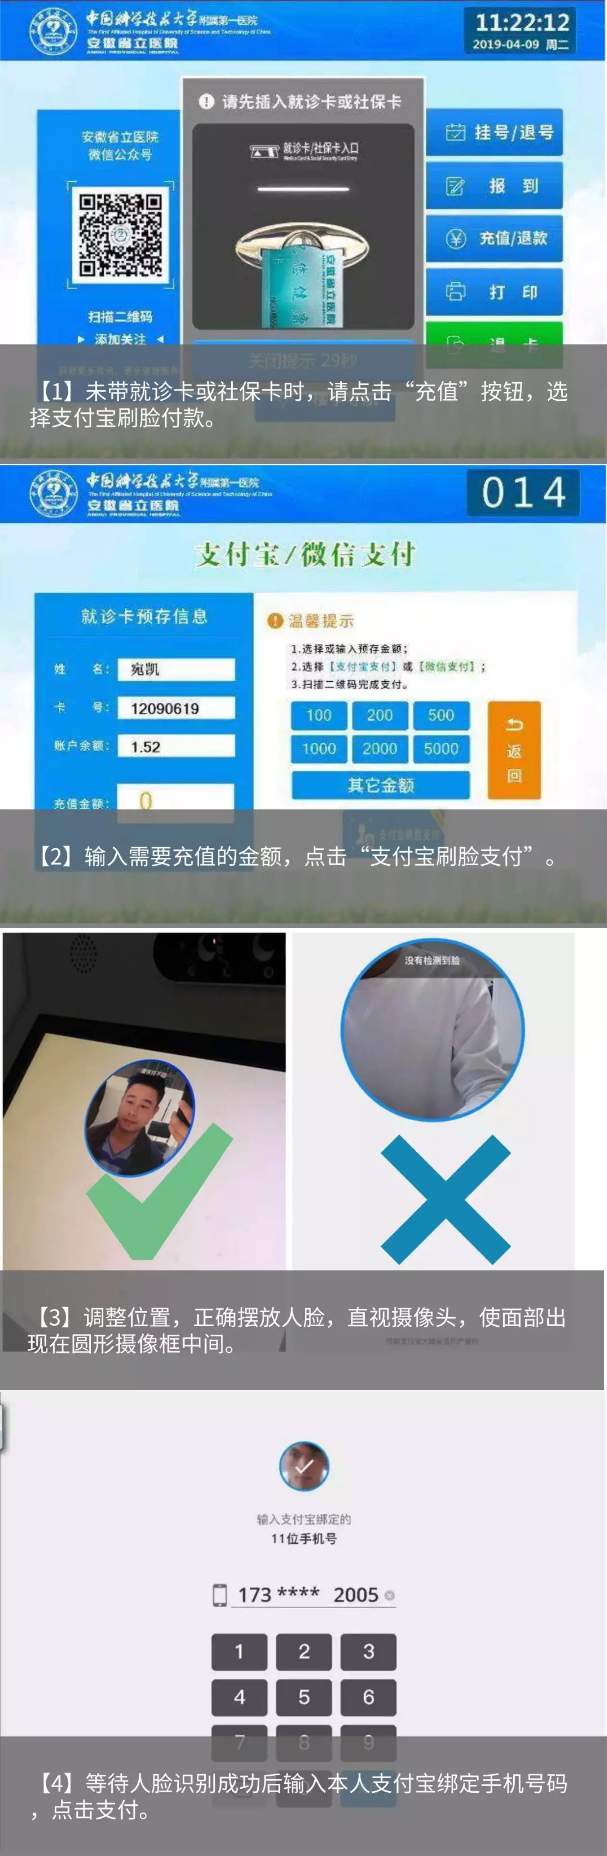 中国科学技术大学附属第一医院
The First Affiliated Hospital of University of Science and Technology of China
安徽省立医院
ANHUI PROVINCIAL HOSPITAL
11:22:12
2019-04-09 周二
请先插入就诊卡或社保卡
就诊卡/社保卡入口
Medical Card & Social Security Card Entry
安徽省立医院
微信公众号
扫描二维码
添加关注
挂号/退号
报 到
充值/退款
打 印
退 卡
关闭提示 29秒
【1】未带就诊卡或社保卡时，请点击“充值”按钮，选
择支付宝刷脸付款。
中国科学技术大学附属第一医院
The First Affiliated Hospital of University of Science and Technology of China
安徽省立医院
ANHUI PROVINCIAL HOSPITAL
014
支付宝/微信支付
就诊卡预存信息
姓 名： 宛凯
卡 号： 12090619
账户余额： 1.52
充值金额： 0
温馨提示
1.选择或输入预存金额；
2.选择【支付宝支付】或【微信支付】；
3.扫描二维码完成支付。
100 200 500
1000 2000 5000
其它金额
返回
支付宝刷脸支付
【2】输入需要充值的金额，点击“支付宝刷脸支付”。
没有检测到脸
【3】调整位置，正确摆放人脸，直视摄像头，使面部出
现在圆形摄像框中间。
输入支付宝绑定的
11位手机号
173 **** 2005
1 2 3
4 5 6
7 8 9
【4】等待人脸识别成功后输入本人支付宝绑定手机号码
，点击支付。